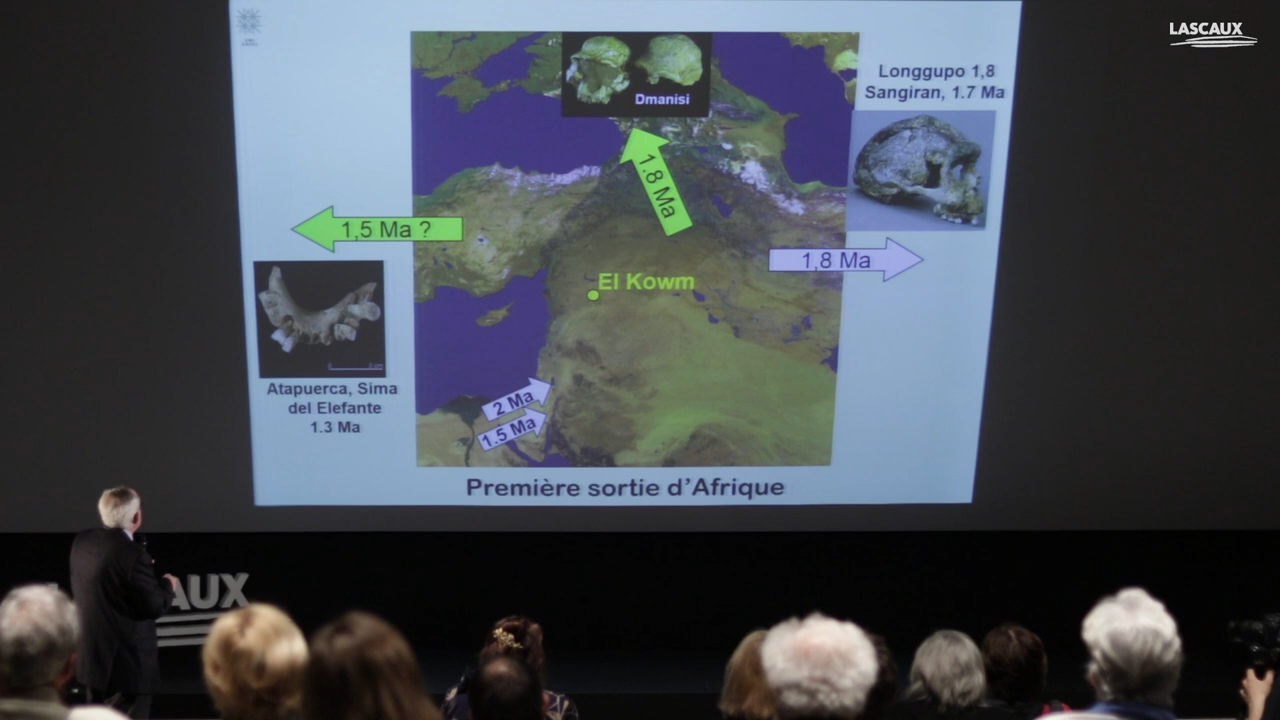 LASCAUX
Longgupo 1,8
Sangiran, 1.7 Ma
Dmanisi
1.8 Ma
1,5 Ma ?
1,8 Ma
El Kowm
Atapuerca, Sima
del Elefante
1.3 Ma
2 Ma
1.5 Ma
Première sortie d'Afrique
AUX